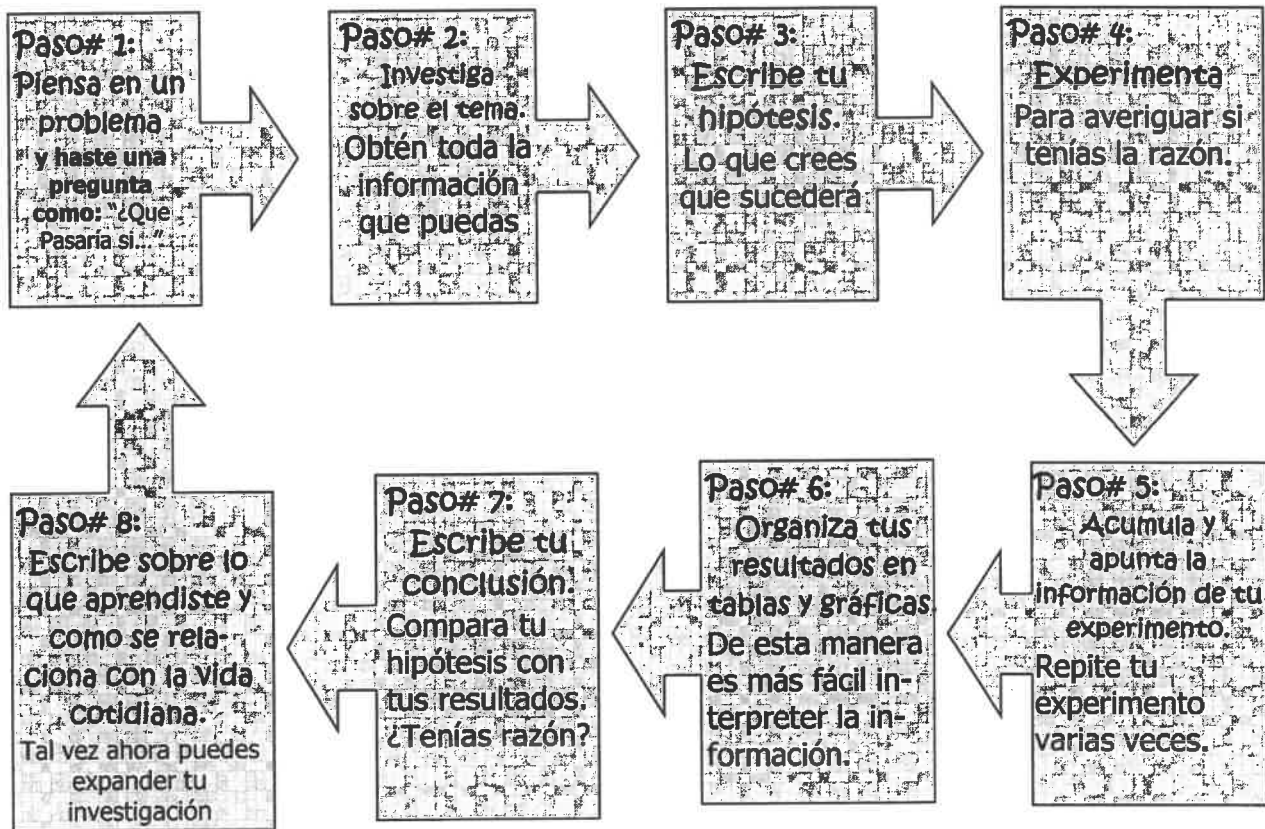 Paso# 1:
Piensa en un
problema
y haste una
pregunta
como: "¿Que
Pasaría si..."
Paso# 2:
Investiga
sobre el tema.
Obtén toda la
información
que puedas
Paso# 3:
Escribe tu
hipótesis.
Lo que crees
que sucederá
Paso# 4:
Experimenta
Para averiguar si
tenías la razón.
Paso# 5:
Acumula y
apunta la
información de tu
experimento.
Repite tu
experimento
varias veces.
Paso# 6:
Organiza tus
resultados en
tablas y gráficas.
De esta manera
es más fácil in-
terpreter la in-
formación.
Paso# 7:
Escribe tu
conclusión.
Compara tu
hipótesis con
tus resultados.
¿Tenías razón?
Paso# 8:
Escribe sobre lo
que aprendiste y
como se rela-
ciona con la vida
cotidiana.
Tal vez ahora puedes
expander tu
investigación